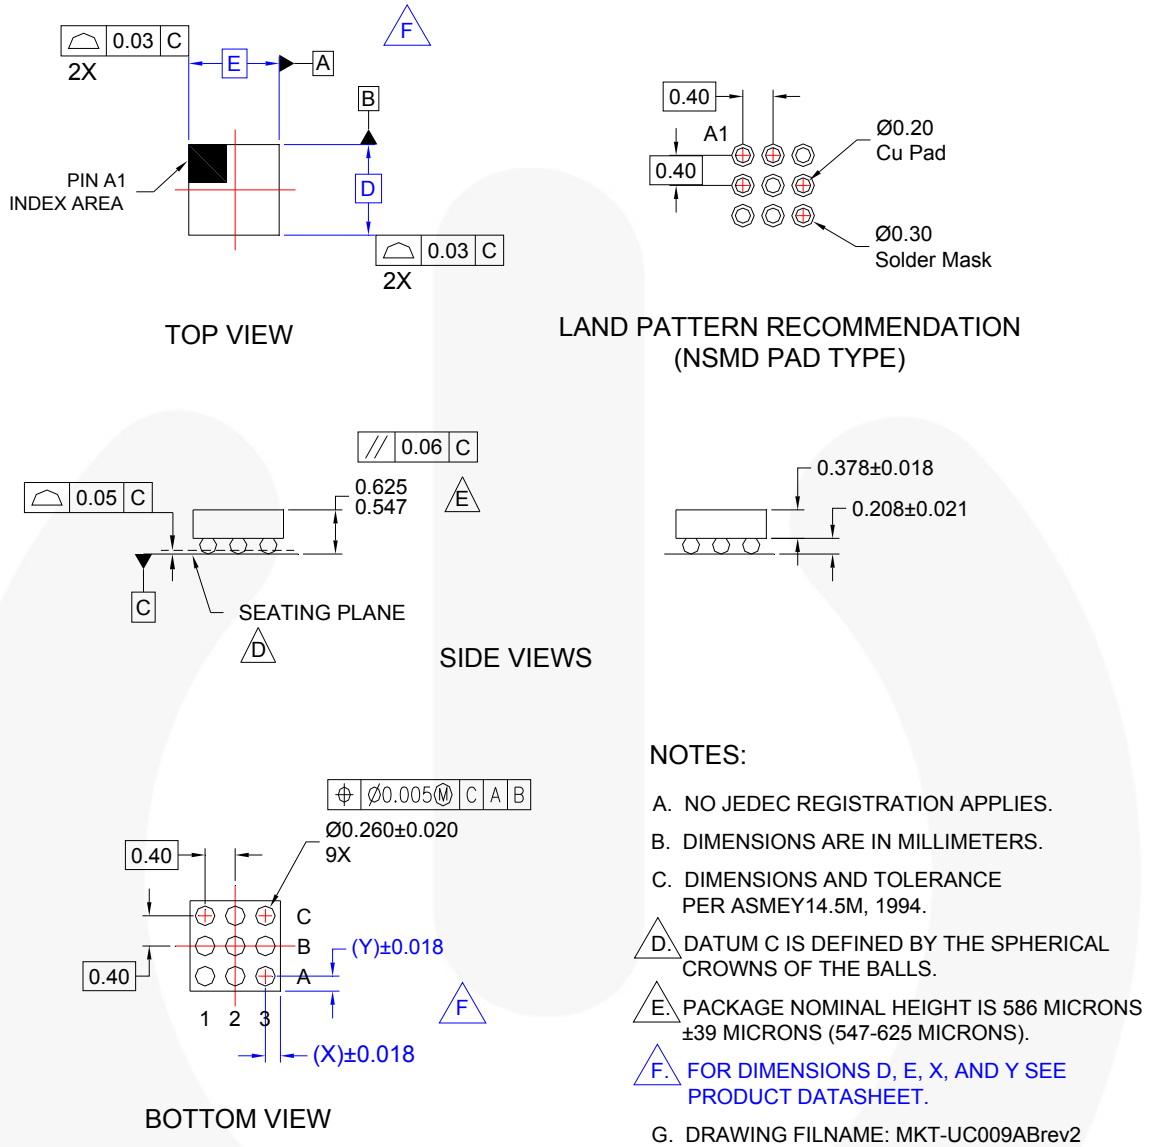 0.03 C
2X
E
A
F
B
PIN A1
INDEX AREA
D
0.03 C
2X
TOP VIEW
0.40
A1
0.40
Ø0.20
Cu Pad
Ø0.30
Solder Mask
LAND PATTERN RECOMMENDATION
(NSMD PAD TYPE)
// 0.06 C
0.05 C
0.625
0.547
E
C
SEATING PLANE
D
0.378±0.018
0.208±0.021
SIDE VIEWS
⌖ Ø0.005Ⓜ C A B
Ø0.260±0.020
9X
0.40
C
B
A
0.40
(Y)±0.018
F
1 2 3
(X)±0.018
BOTTOM VIEW
NOTES:
A. NO JEDEC REGISTRATION APPLIES.
B. DIMENSIONS ARE IN MILLIMETERS.
C. DIMENSIONS AND TOLERANCE
PER ASMEY14.5M, 1994.
D. DATUM C IS DEFINED BY THE SPHERICAL
CROWNS OF THE BALLS.
E. PACKAGE NOMINAL HEIGHT IS 586 MICRONS
±39 MICRONS (547-625 MICRONS).
F. FOR DIMENSIONS D, E, X, AND Y SEE
PRODUCT DATASHEET.
G. DRAWING FILNAME: MKT-UC009ABrev2